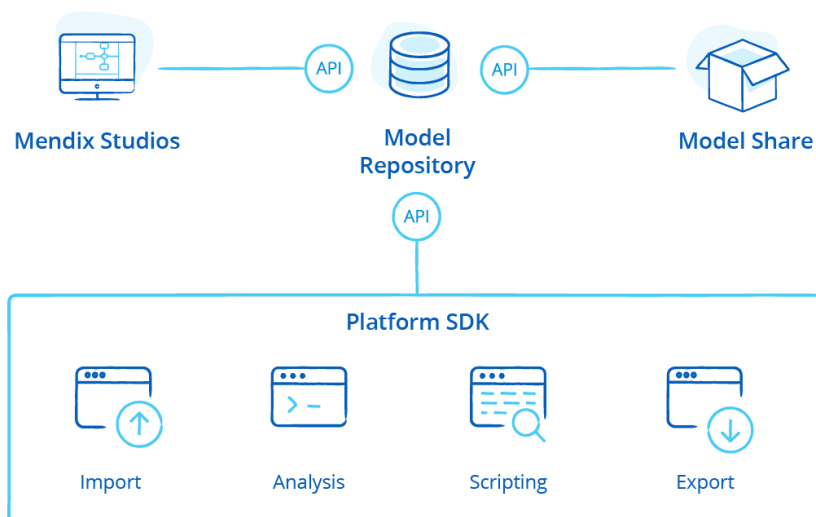 API
API
Mendix Studios
Model
Repository
Model Share
API
Platform SDK
Import
Analysis
Scripting
Export